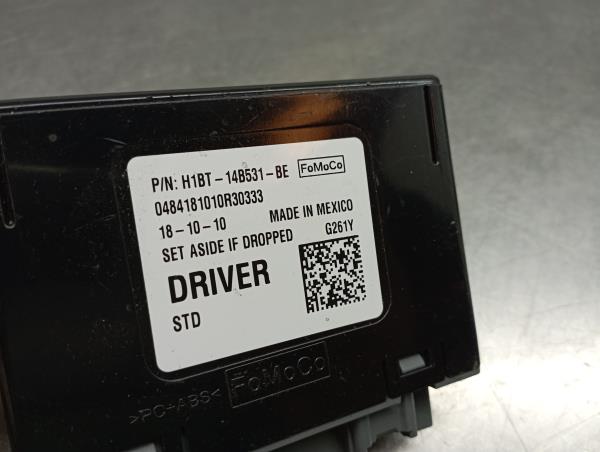 P/N: H1BT-14B531-BE FoMoCo
0484181010R30333
18-10-10 MADE IN MEXICO
SET ASIDE IF DROPPED G261Y
DRIVER
STD
>PC+ABS< FoMoCo